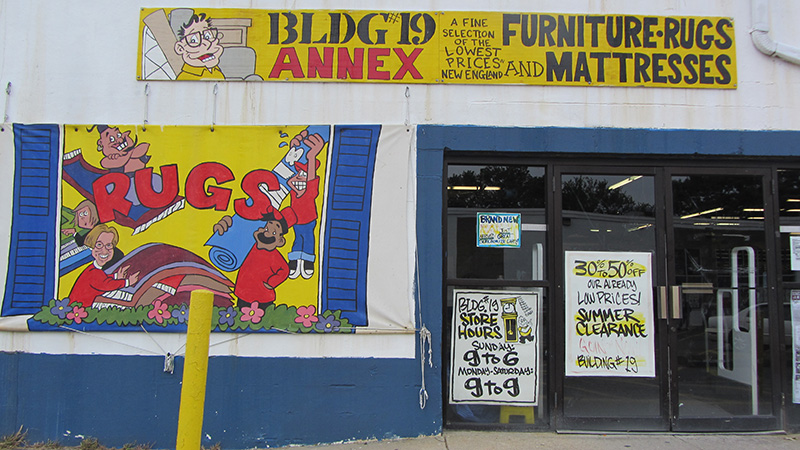 BLDG #19
ANNEX
A FINE
SELECTION
OF THE
LOWEST
PRICES IN
NEW ENGLAND
FURNITURE-RUGS
AND MATTRESSES
RUGS
BRAND NEW
30% TO 50% OFF
OUR ALREADY
LOW PRICES!
SUMMER
CLEARANCE
BUILDING #19
BLDG #19
STORE
HOURS
SUNDAY:
9 to 6
MONDAY-SATURDAY:
9 to 9